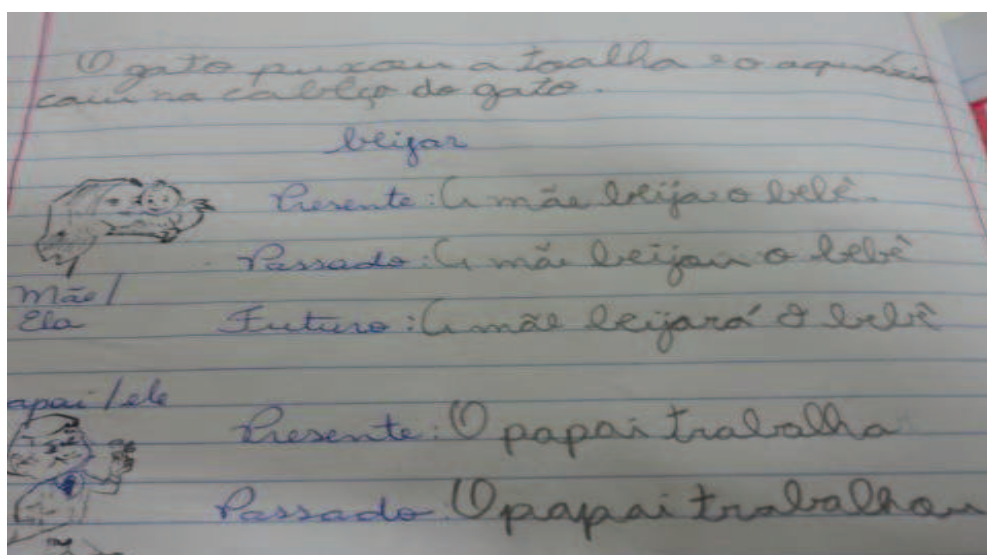 O gato puxou a toalha e o aquário
caiu na cabeça do gato.
beijar
Presente: A mãe beija o bebê.
Passado: A mãe beijou o bebê
Mãe/
Ela
Futuro: A mãe beijará o bebê
apai/ele
Presente: O papai trabalha
Passado: O papai trabalhou